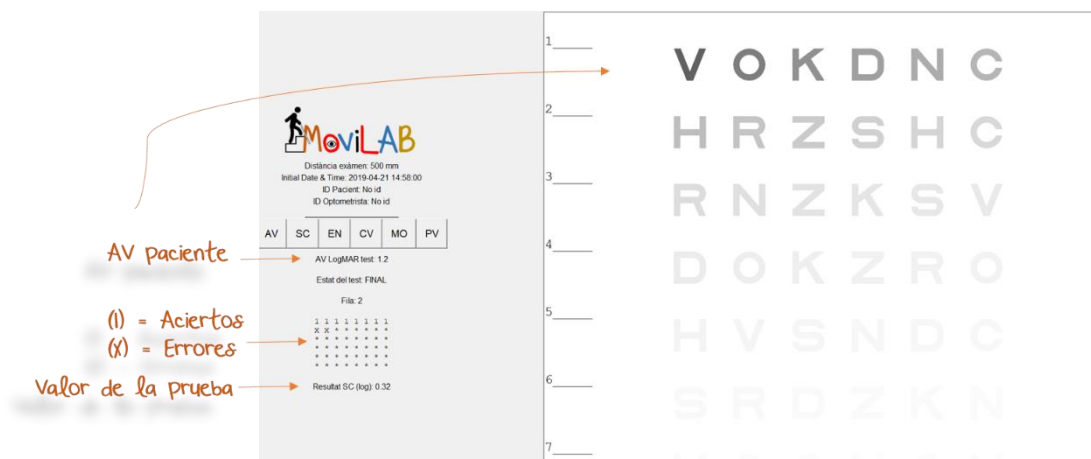 MoviLAB
Distància exàmen: 500 mm
Initial Date & Time: 2019-04-21 14:58:00
ID Pacient: No id
ID Optometrista: No id
AV SC EN CV MO PV
AV LogMAR test: 1.2
Estat del test: FINAL
Fila: 2
1 1 1 1 1 1 1
X X * * * * *
* * * * * * *
* * * * * * *
* * * * * * *
* * * * * * *
Resultat SC (log): 0.32
AV paciente
(1) = Aciertos
(X) = Errores
Valor de la prueba
1 V O K D N C
2 H R Z S H C
3 R N Z K S V
4 D O K Z R O
5 H V S N D C
6 S R D Z K N
7